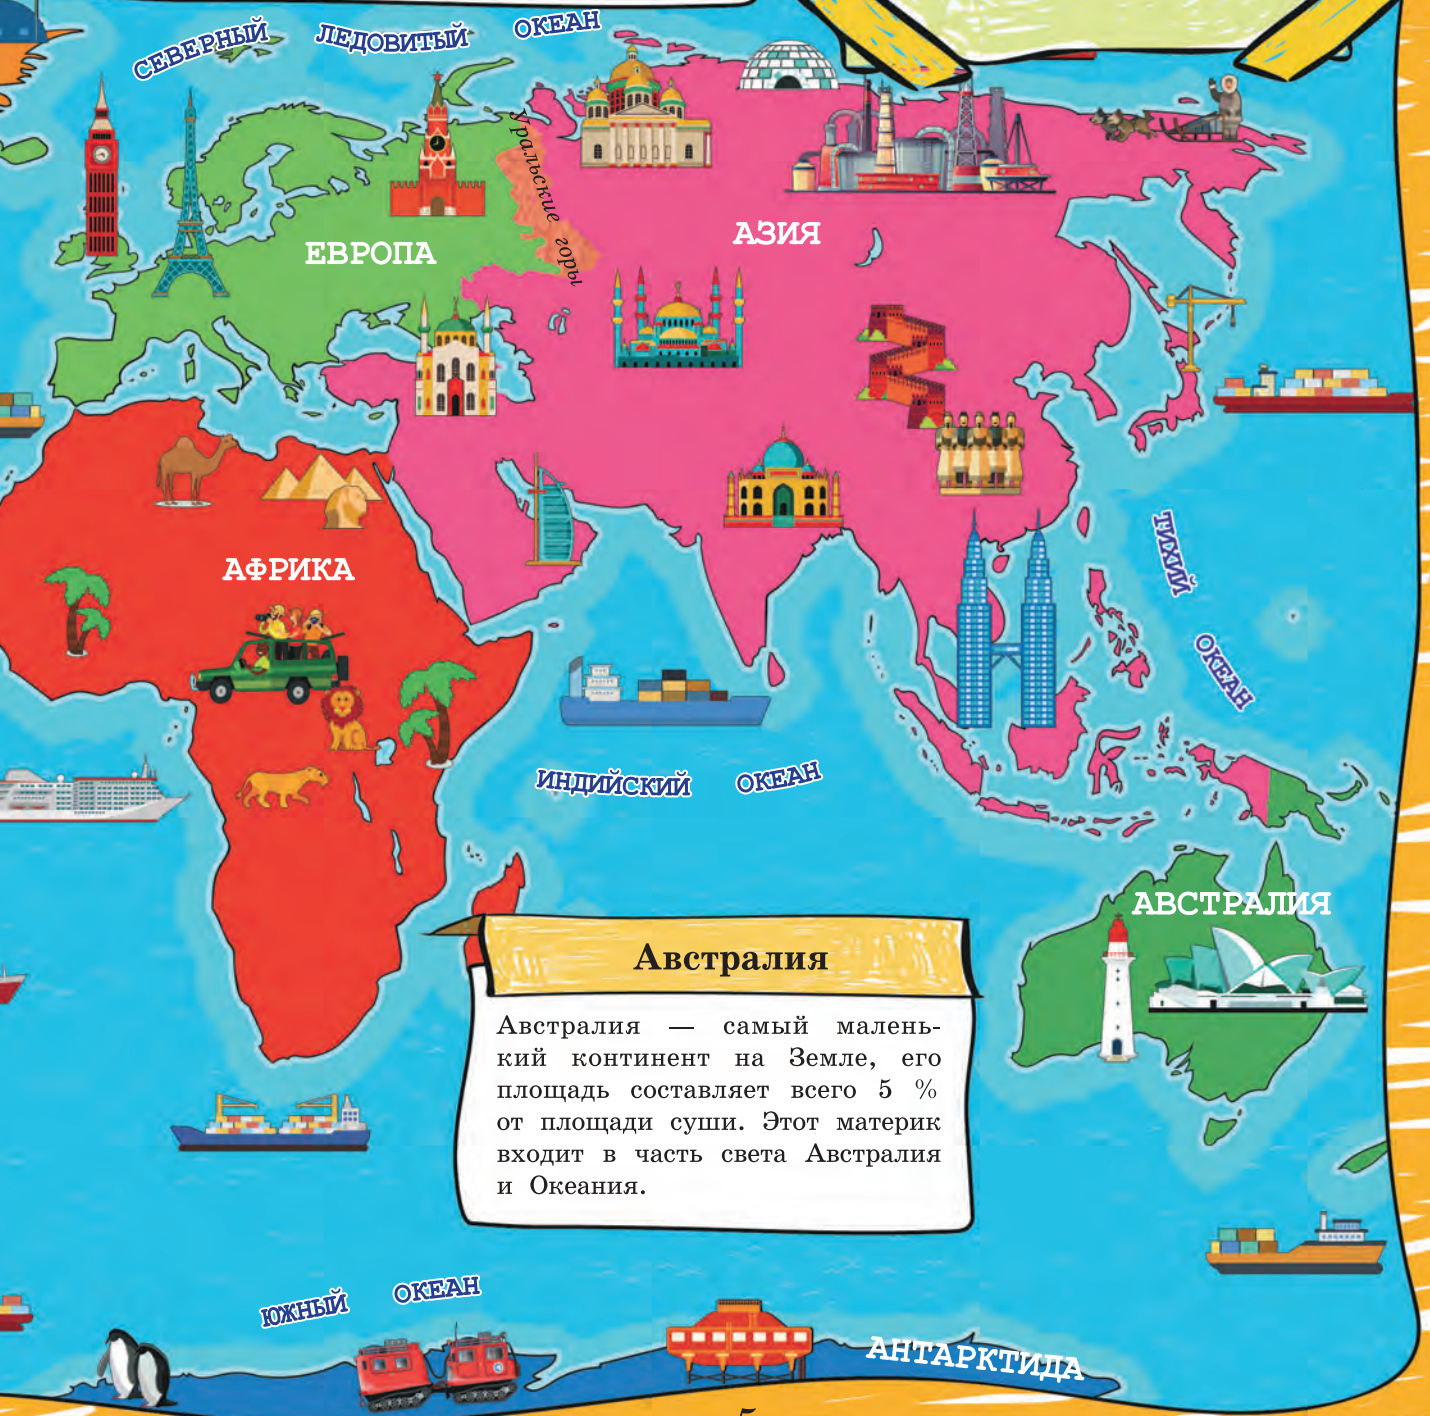 СЕВЕРНЫЙ ЛЕДОВИТЫЙ ОКЕАН
Уральские горы
АЗИЯ
ЕВРОПА
АФРИКА
ТИХИЙ
ОКЕАН
ИНДИЙСКИЙ ОКЕАН
АВСТРАЛИЯ
Австралия
Австралия — самый малень-
кий континент на Земле, его
площадь составляет всего 5 %
от площади суши. Этот материк
входит в часть света Австралия
и Океания.
ЮЖНЫЙ ОКЕАН
АНТАРКТИДА